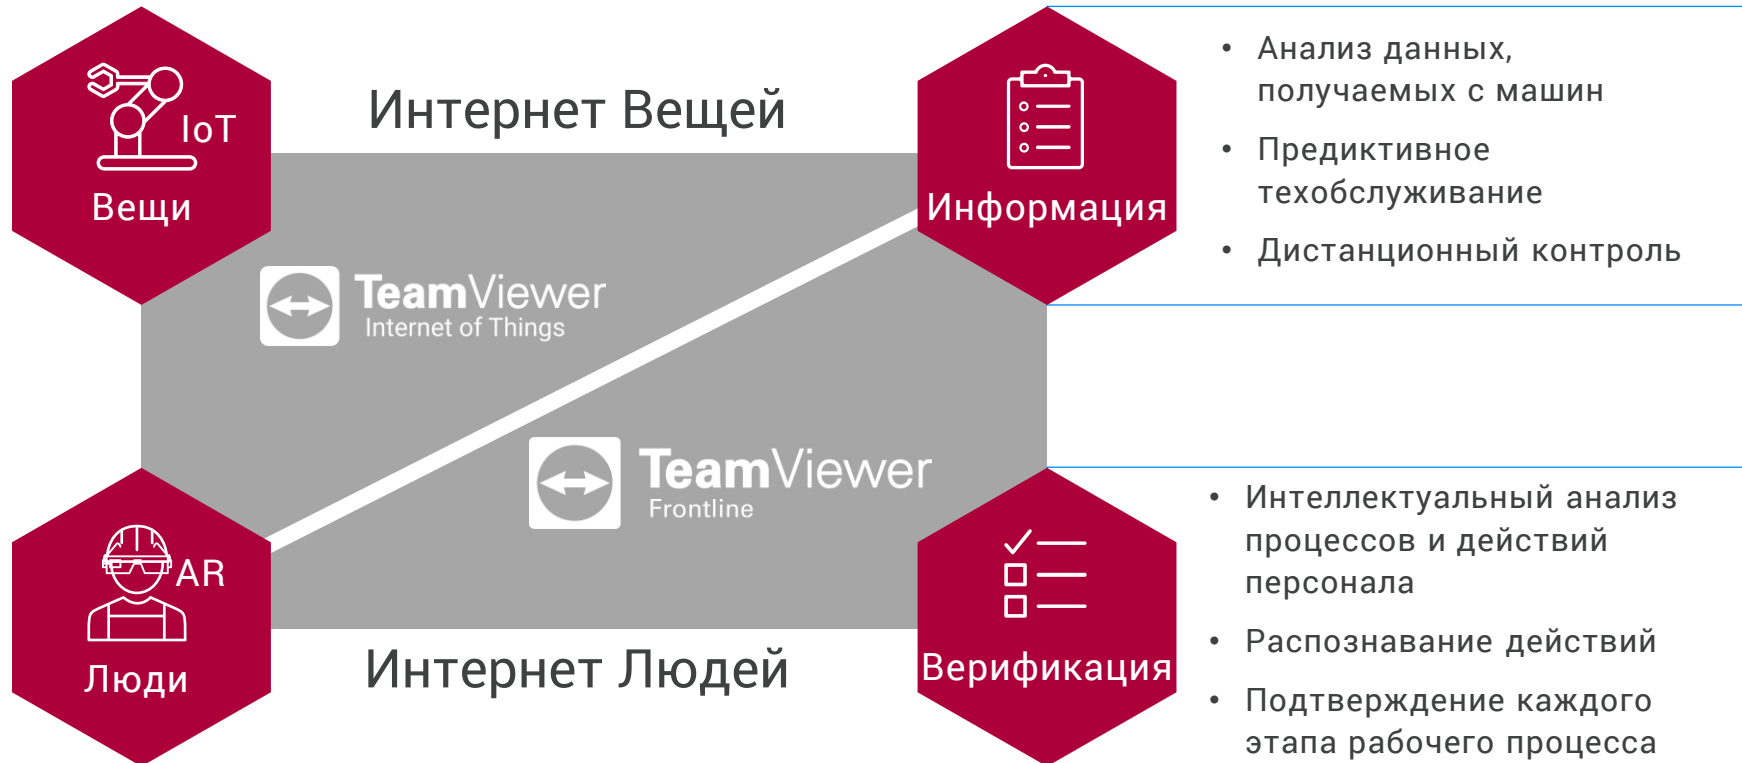 IoT
Вещи
Интернет Вещей
Информация
• Анализ данных,
получаемых с машин
• Предиктивное
техобслуживание
• Дистанционный контроль
TeamViewer
Internet of Things
TeamViewer
Frontline
AR
Люди
Интернет Людей
Верификация
• Интеллектуальный анализ
процессов и действий
персонала
• Распознавание действий
• Подтверждение каждого
этапа рабочего процесса